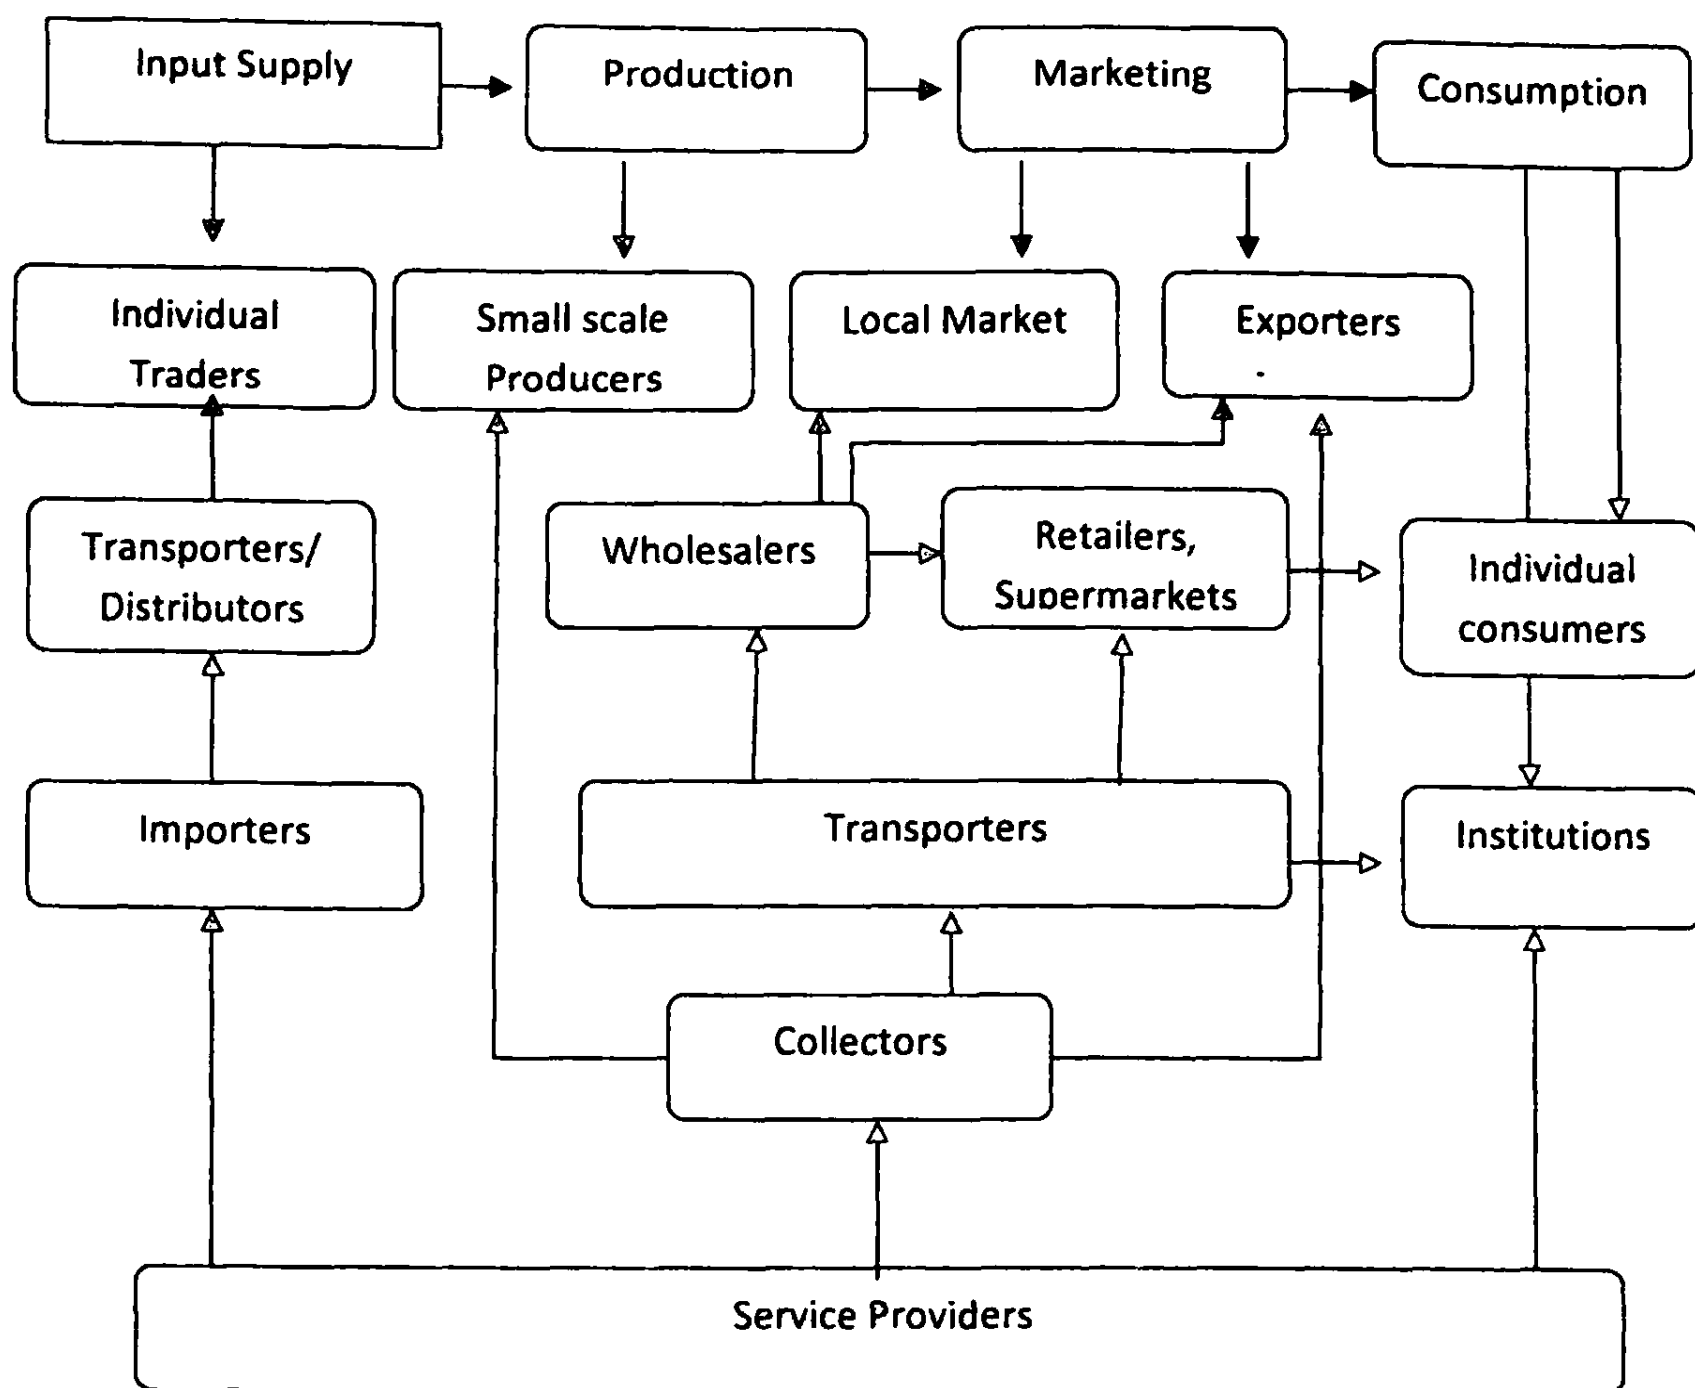 Input Supply
Production
Marketing
Consumption
Individual
Traders
Small scale
Producers
Local Market
Exporters
Transporters/
Distributors
Wholesalers
Retailers,
Supermarkets
Individual
consumers
Importers
Transporters
Institutions
Collectors
Service Providers